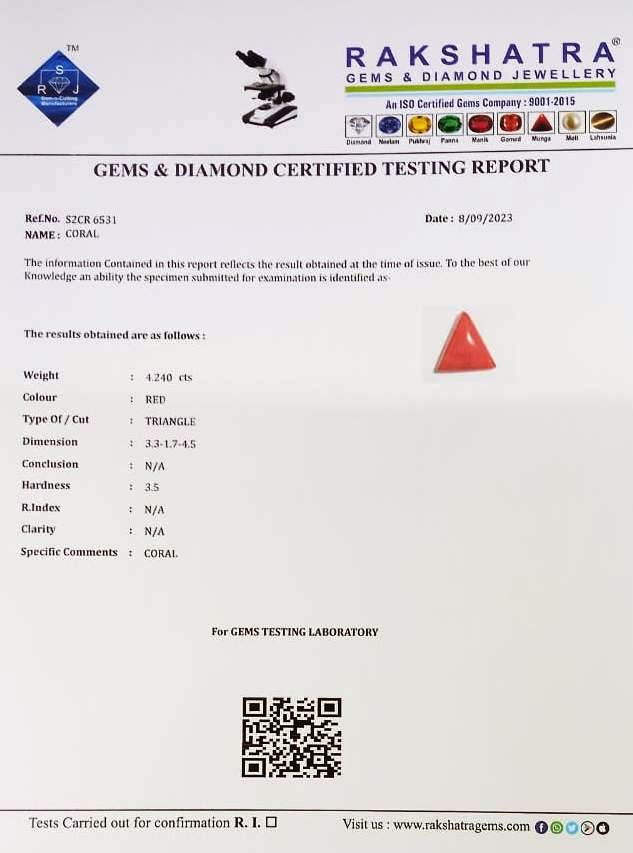 TM
S
R J
Gem-n-Cutting
Manufacturers
RAKSHATRA®
GEMS & DIAMOND JEWELLERY
An ISO Certified Gems Company : 9001-2015
Diamond Neelam Pukhraj Panna Manik Gomed Munga Moti Lahsunia
GEMS & DIAMOND CERTIFIED TESTING REPORT
Ref.No. S2CR 6531 Date : 8/09/2023
NAME : CORAL
The information Contained in this report reflects the result obtained at the time of issue. To the best of our
Knowledge an ability the specimen submitted for examination is identified as-
The results obtained are as follows :
Weight : 4.240 cts
Colour : RED
Type Of / Cut : TRIANGLE
Dimension : 3.3-1.7-4.5
Conclusion : N/A
Hardness : 3.5
R.Index : N/A
Clarity : N/A
Specific Comments : CORAL
For GEMS TESTING LABORATORY
Tests Carried out for confirmation R. I. ☐ Visit us : www.rakshatragems.com